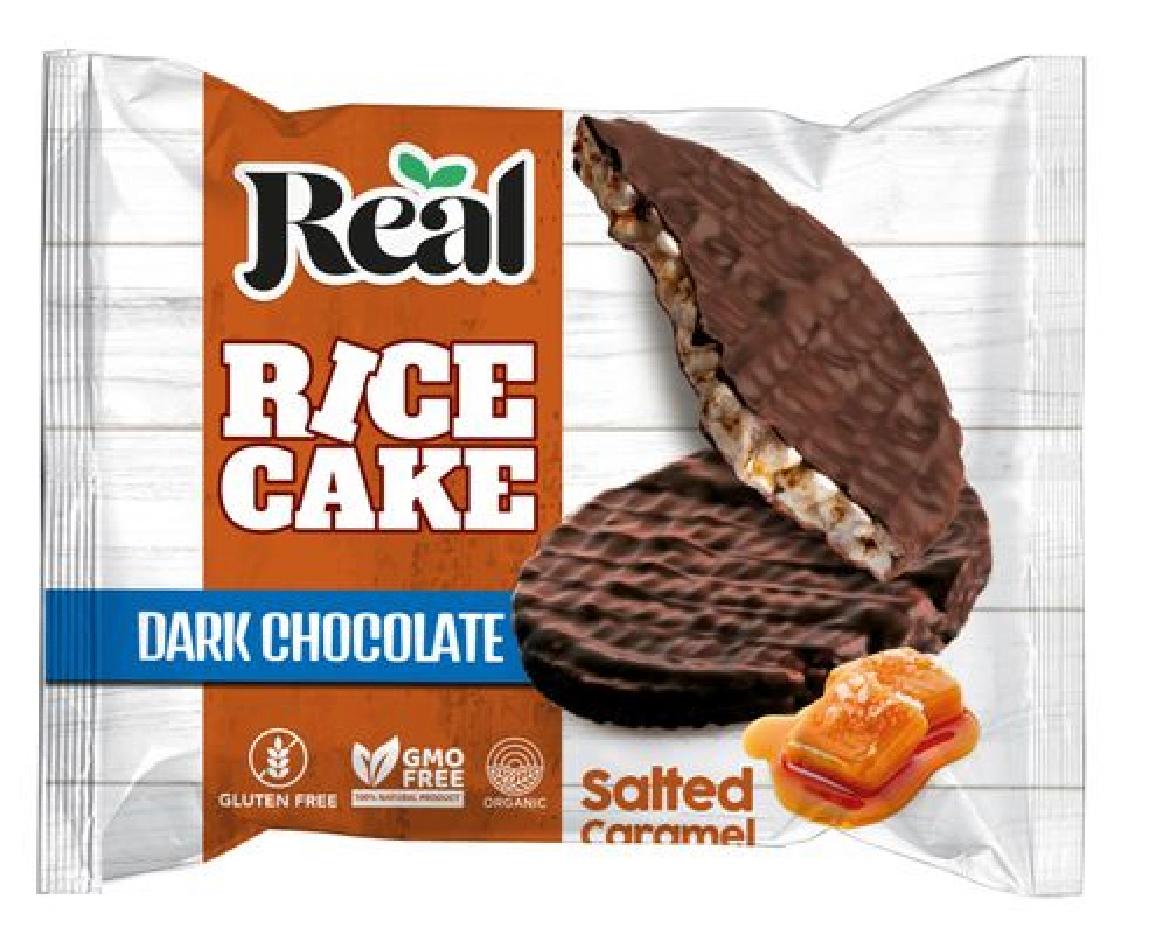 Real
RICE
CAKE
DARK CHOCOLATE
GLUTEN FREE
GMO
FREE
100% NATURAL PRODUCT
ORGANIC
Salted
Caramel